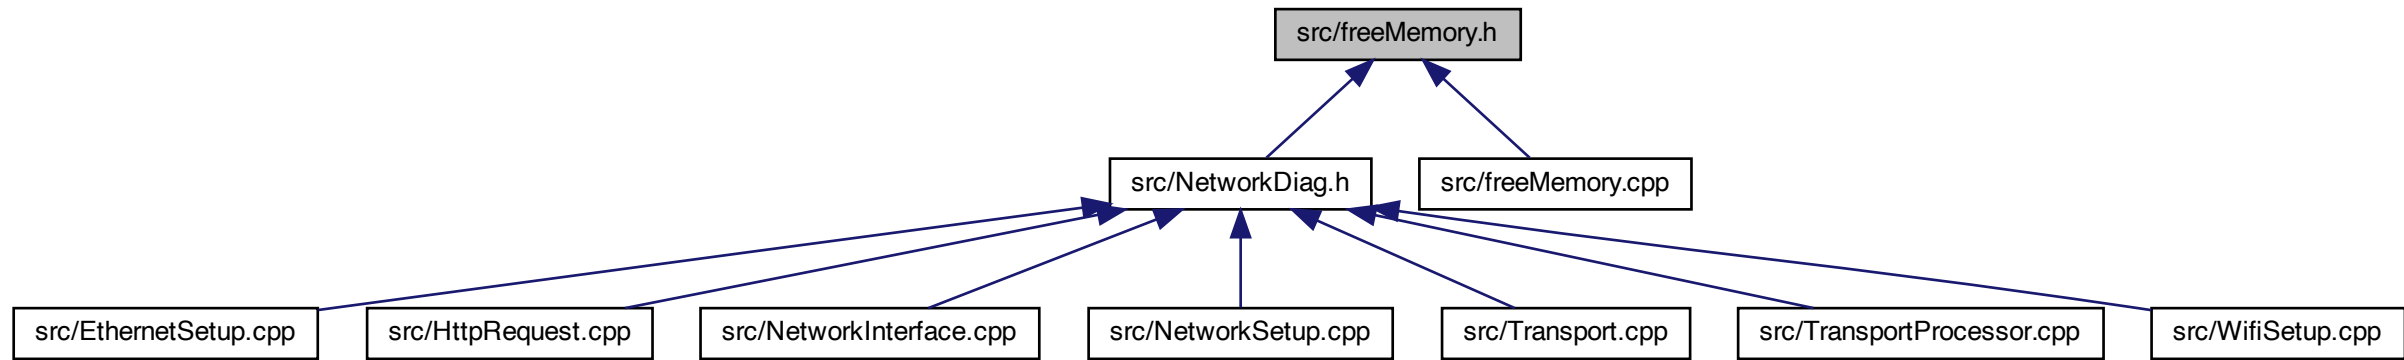 src/freeMemory.h
src/NetworkDiag.h
src/freeMemory.cpp
src/EthernetSetup.cpp
src/HttpRequest.cpp
src/NetworkInterface.cpp
src/NetworkSetup.cpp
src/Transport.cpp
src/TransportProcessor.cpp
src/WifiSetup.cpp